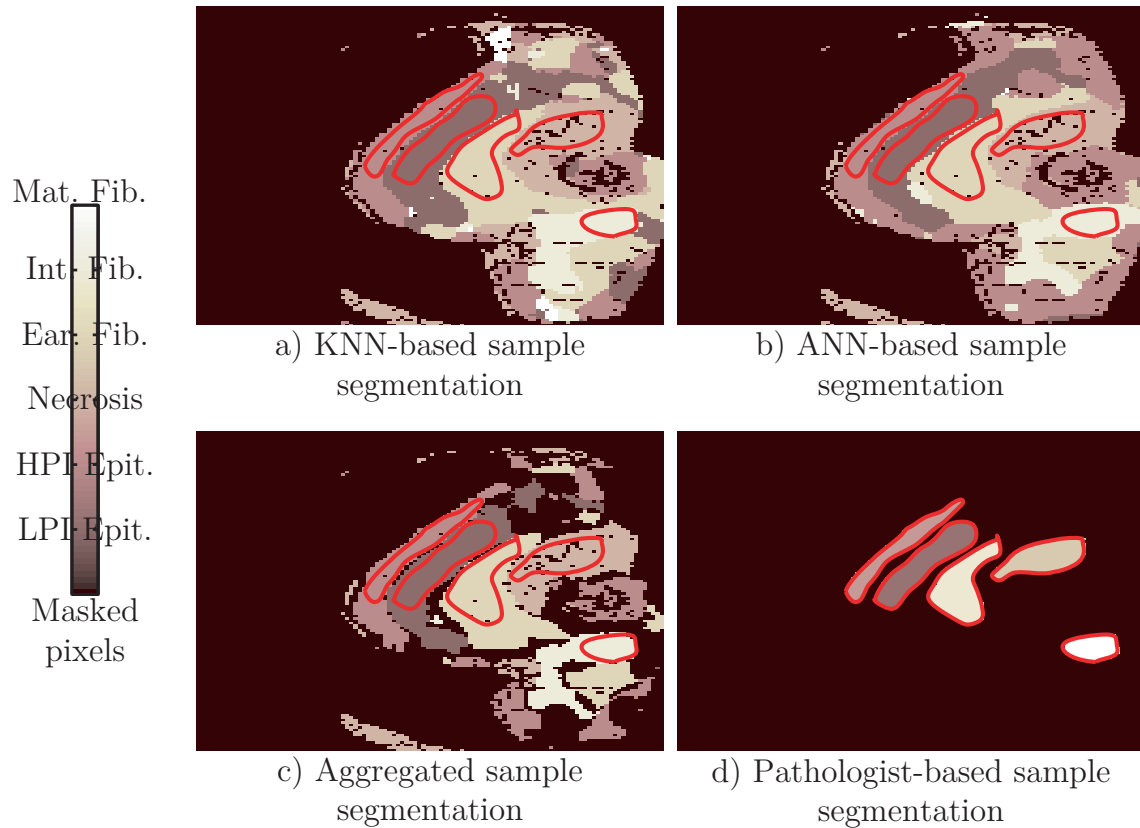 Mat. Fib.
Int. Fib.
Ear. Fib.
Necrosis
HPI Epit.
LPI Epit.
Masked
pixels
a) KNN-based sample
segmentation
b) ANN-based sample
segmentation
c) Aggregated sample
segmentation
d) Pathologist-based sample
segmentation